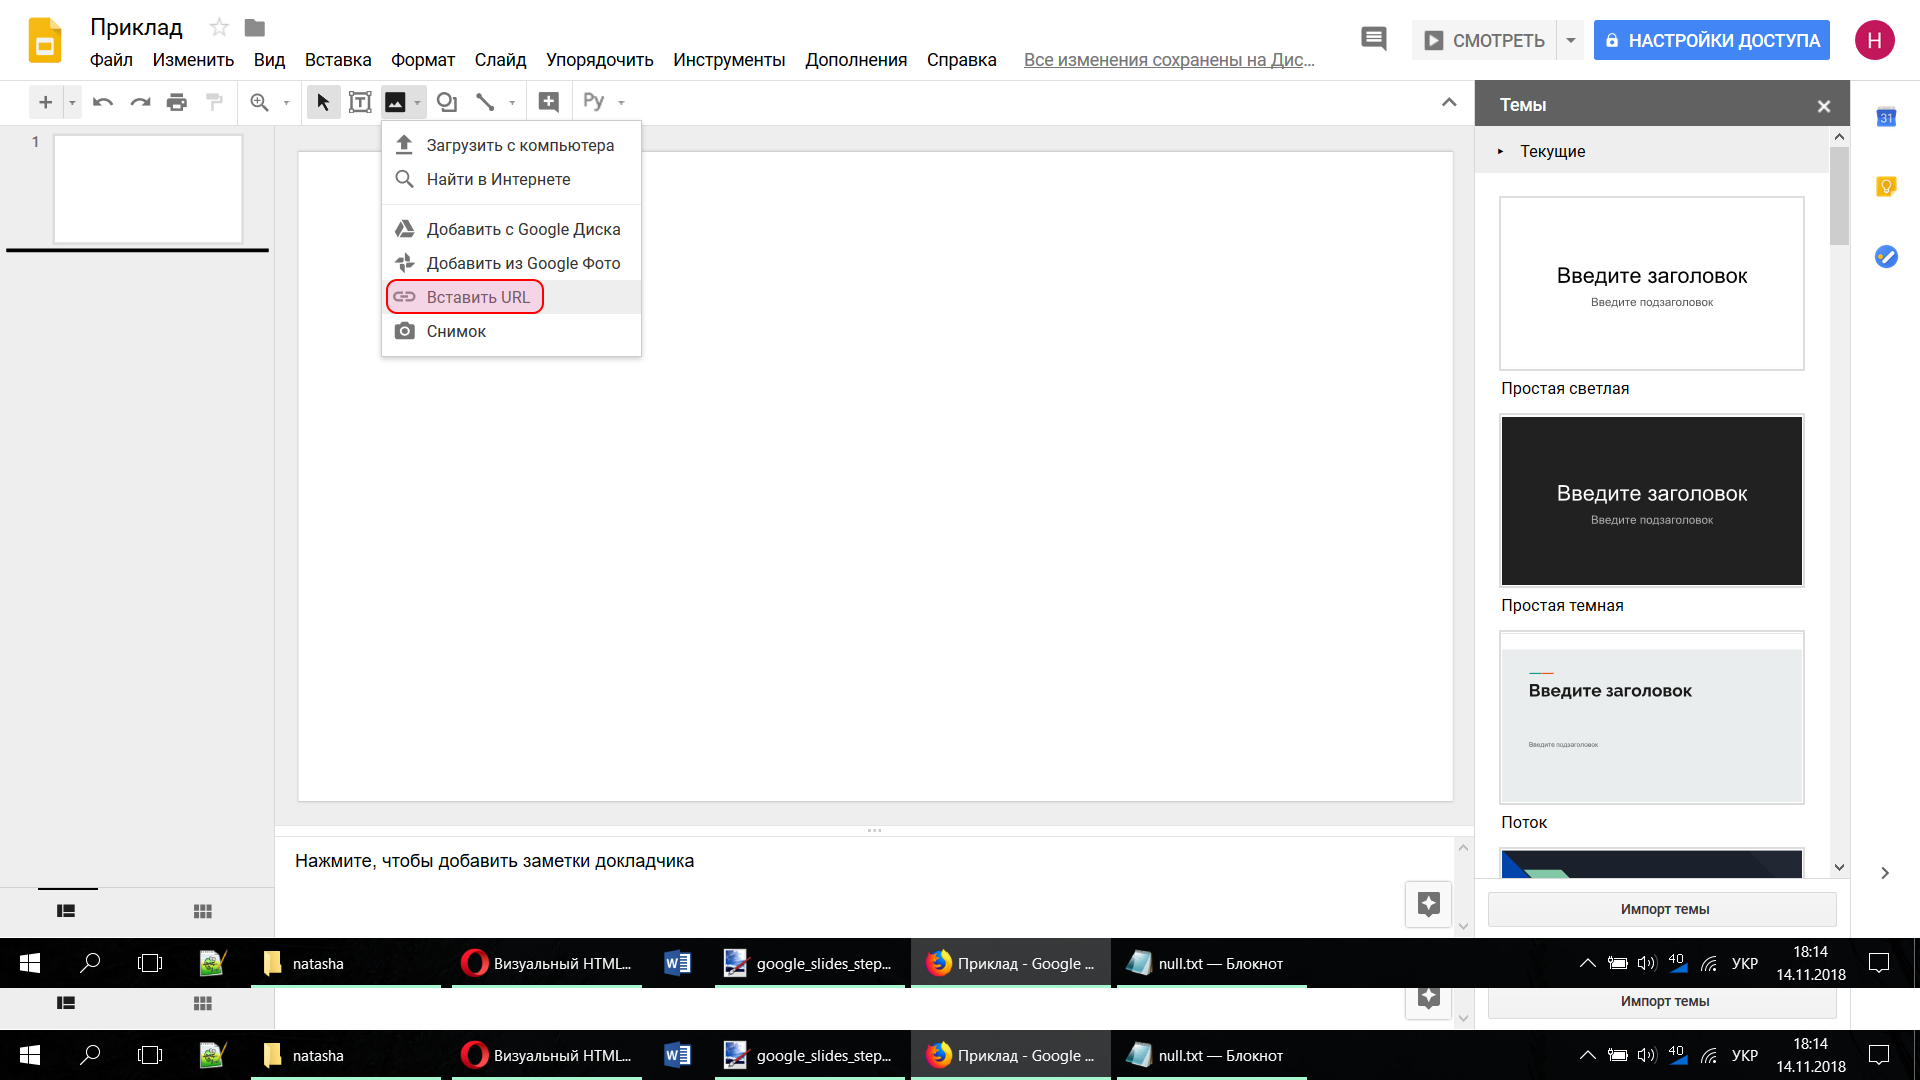 Приклад
Файл Изменить Вид Вставка Формат Слайд Упорядочить Инструменты Дополнения Справка Все изменения сохранены на Дис...
СМОТРЕТЬ
НАСТРОЙКИ ДОСТУПА
Н
Py
Темы
31
1
Загрузить с компьютера
Найти в Интернете
Добавить с Google Диска
Добавить из Google Фото
Вставить URL
Снимок
Текущие
Введите заголовок
Введите подзаголовок
Простая светлая
Введите заголовок
Введите подзаголовок
Простая темная
Введите заголовок
Введите подзаголовок
Поток
Нажмите, чтобы добавить заметки докладчика
Импорт темы
natasha
Визуальный HTML...
google_slides_step...
Приклад - Google ...
null.txt — Блокнот
40
УКР
18:14
14.11.2018
Импорт темы
natasha
Визуальный HTML...
google_slides_step...
Приклад - Google ...
null.txt — Блокнот
40
УКР
18:14
14.11.2018